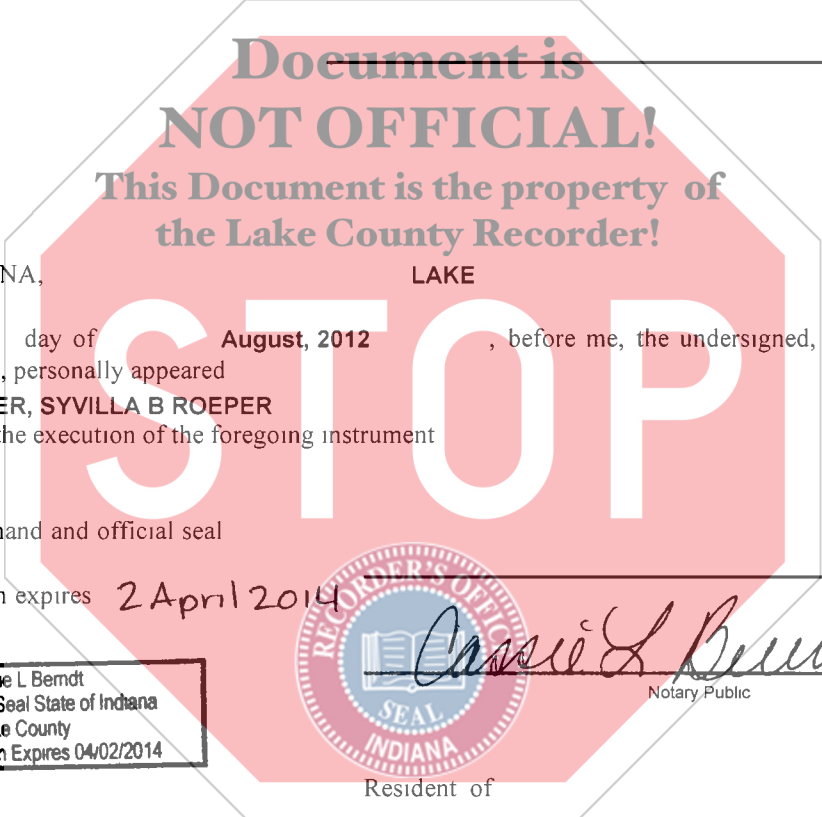 Document is
NOT OFFICIAL!
This Document is the property of
the Lake County Recorder!
NA, LAKE
day of August, 2012 , before me, the undersigned,
, personally appeared
ER, SYVILLA B ROEPER
the execution of the foregoing instrument
STOP
hand and official seal
n expires 2 April 2014
RECORDER'S OFFICE
SEAL
INDIANA
Cassie L
Notary Public
e L Berndt
Seal State of Indiana
e County
n Expires 04/02/2014
Resident of